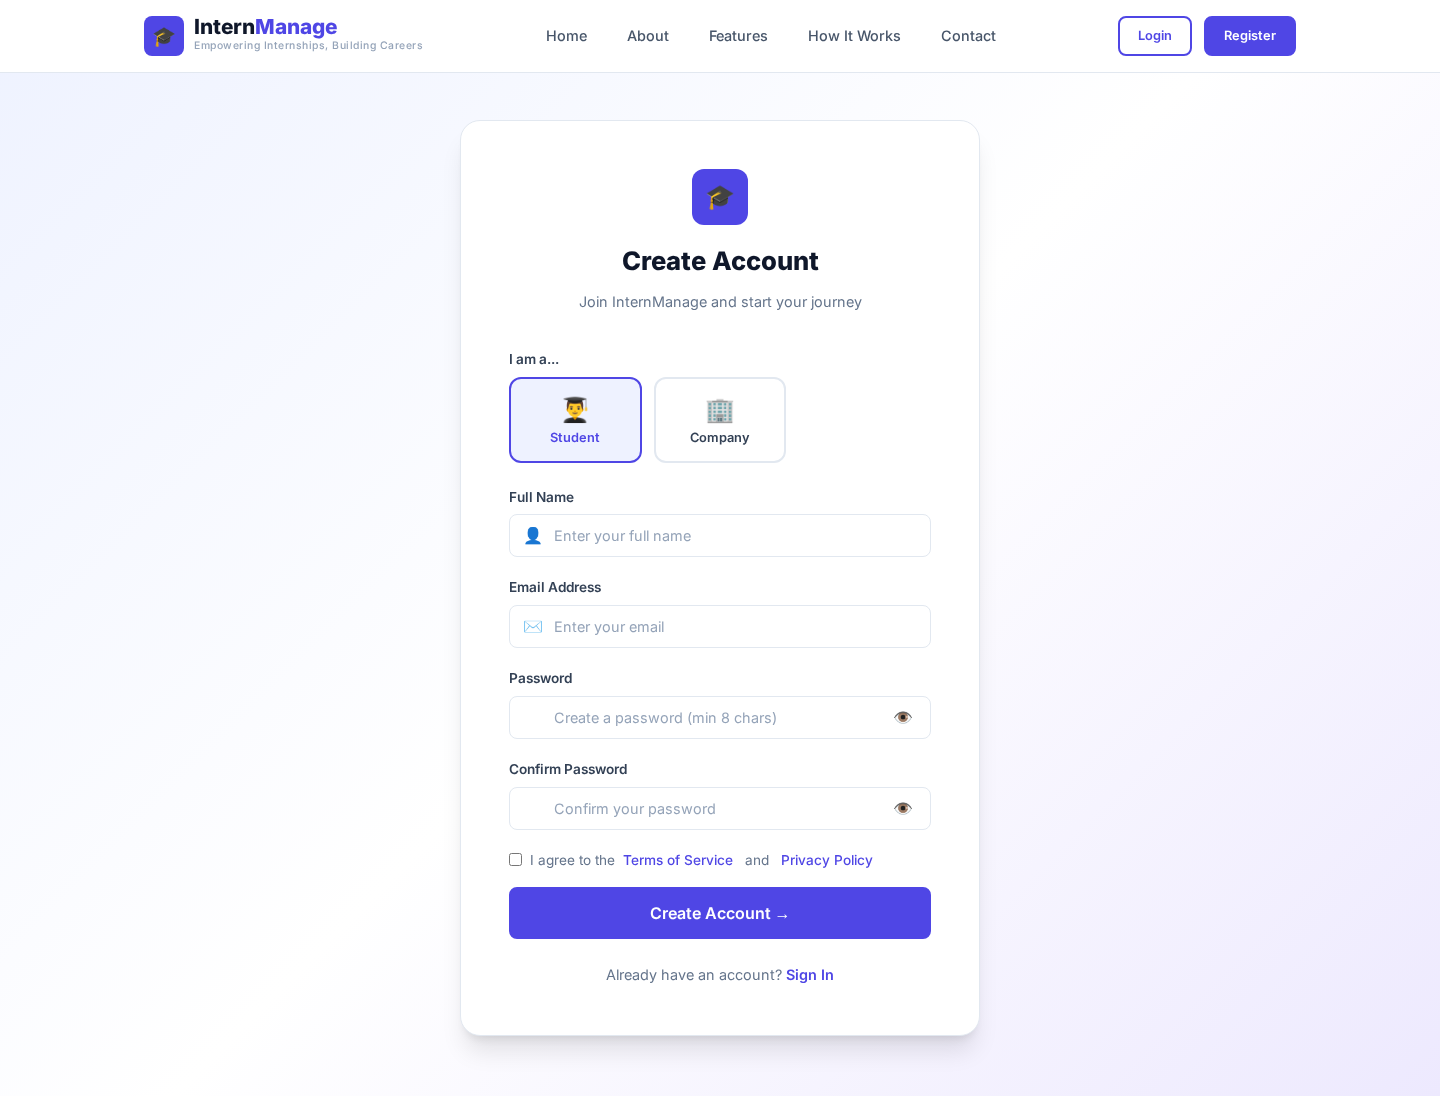 InternManage
Empowering Internships, Building Careers
Home
About
Features
How It Works
Contact
Login
Register
Create Account
Join InternManage and start your journey
I am a...
Student
Company
Full Name
Enter your full name
Email Address
Enter your email
Password
Create a password (min 8 chars)
Confirm Password
Confirm your password
I agree to the Terms of Service and Privacy Policy
Create Account →
Already have an account? Sign In